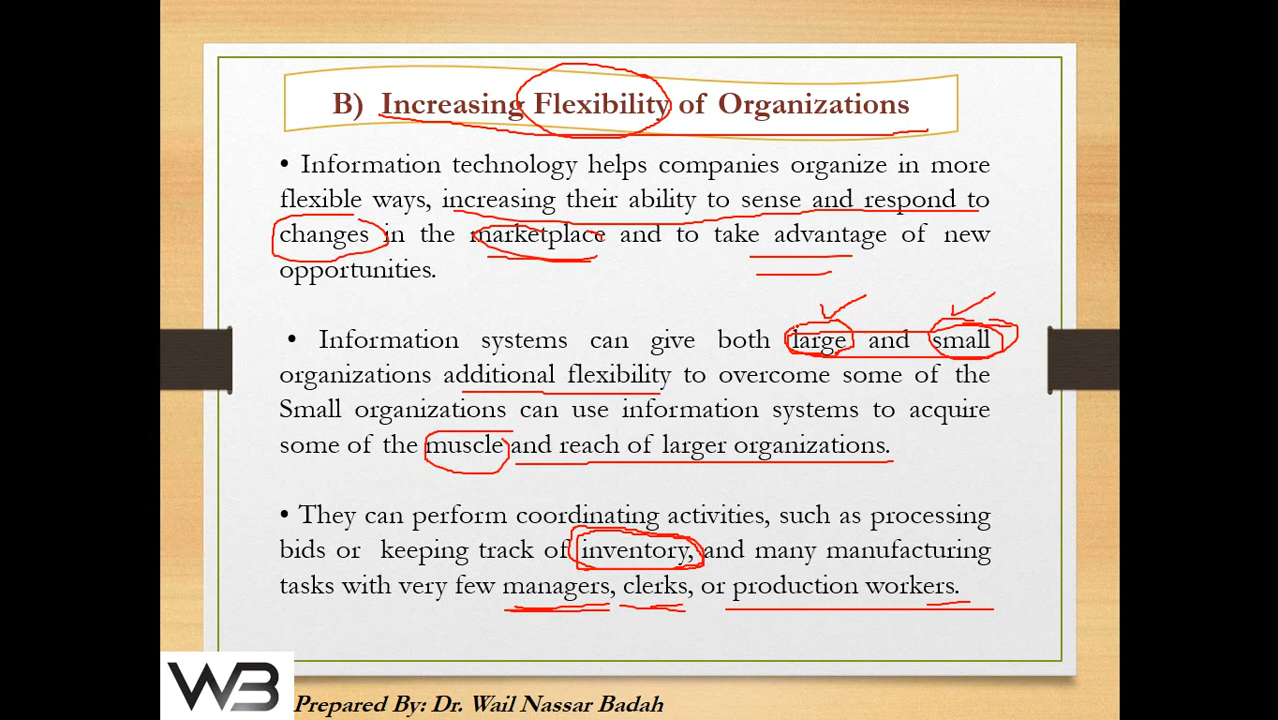 B) Increasing Flexibility of Organizations
• Information technology helps companies organize in more
flexible ways, increasing their ability to sense and respond to
changes in the marketplace and to take advantage of new
opportunities.
• Information systems can give both large and small
organizations additional flexibility to overcome some of the
Small organizations can use information systems to acquire
some of the muscle and reach of larger organizations.
• They can perform coordinating activities, such as processing
bids or keeping track of inventory, and many manufacturing
tasks with very few managers, clerks, or production workers.
WB
Prepared By: Dr. Wail Nassar Badah